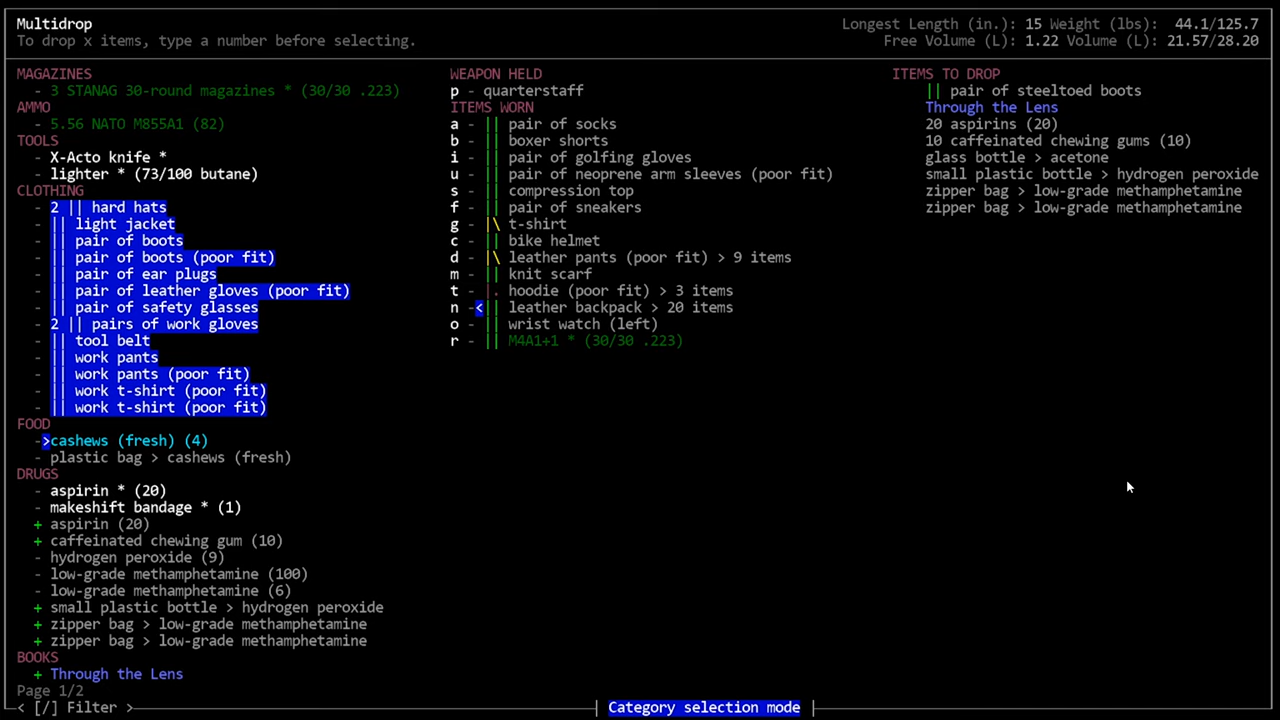 Multidrop
To drop x items, type a number before selecting.
Longest Length (in.): 15 Weight (lbs): 44.1/125.7
Free Volume (L): 1.22 Volume (L): 21.57/28.20
MAGAZINES
- 3 STANAG 30-round magazines * (30/30 .223)
AMMO
- 5.56 NATO M855A1 (82)
TOOLS
- X-Acto knife *
- lighter * (73/100 butane)
CLOTHING
- 2 || hard hats
- || light jacket
- || pair of boots
- || pair of boots (poor fit)
- || pair of ear plugs
- || pair of leather gloves (poor fit)
- || pair of safety glasses
- 2 || pairs of work gloves
- || tool belt
- || work pants
- || work pants (poor fit)
- || work t-shirt (poor fit)
- || work t-shirt (poor fit)
FOOD
->cashews (fresh) (4)
- plastic bag > cashews (fresh)
DRUGS
- aspirin * (20)
- makeshift bandage * (1)
+ aspirin (20)
+ caffeinated chewing gum (10)
- hydrogen peroxide (9)
- low-grade methamphetamine (100)
- low-grade methamphetamine (6)
+ small plastic bottle > hydrogen peroxide
+ zipper bag > low-grade methamphetamine
+ zipper bag > low-grade methamphetamine
BOOKS
+ Through the Lens
Page 1/2
< [/] Filter >
WEAPON HELD
p - quarterstaff
ITEMS WORN
a - || pair of socks
b - || boxer shorts
i - || pair of golfing gloves
u - || pair of neoprene arm sleeves (poor fit)
s - || compression top
f - || pair of sneakers
g - |\ t-shirt
c - || bike helmet
d - |\ leather pants (poor fit) > 9 items
m - || knit scarf
t - |. hoodie (poor fit) > 3 items
n -<|| leather backpack > 20 items
o - || wrist watch (left)
r - || M4A1+1 * (30/30 .223)
ITEMS TO DROP
|| pair of steeltoed boots
Through the Lens
20 aspirins (20)
10 caffeinated chewing gums (10)
glass bottle > acetone
small plastic bottle > hydrogen peroxide
zipper bag > low-grade methamphetamine
zipper bag > low-grade methamphetamine
| Category selection mode |